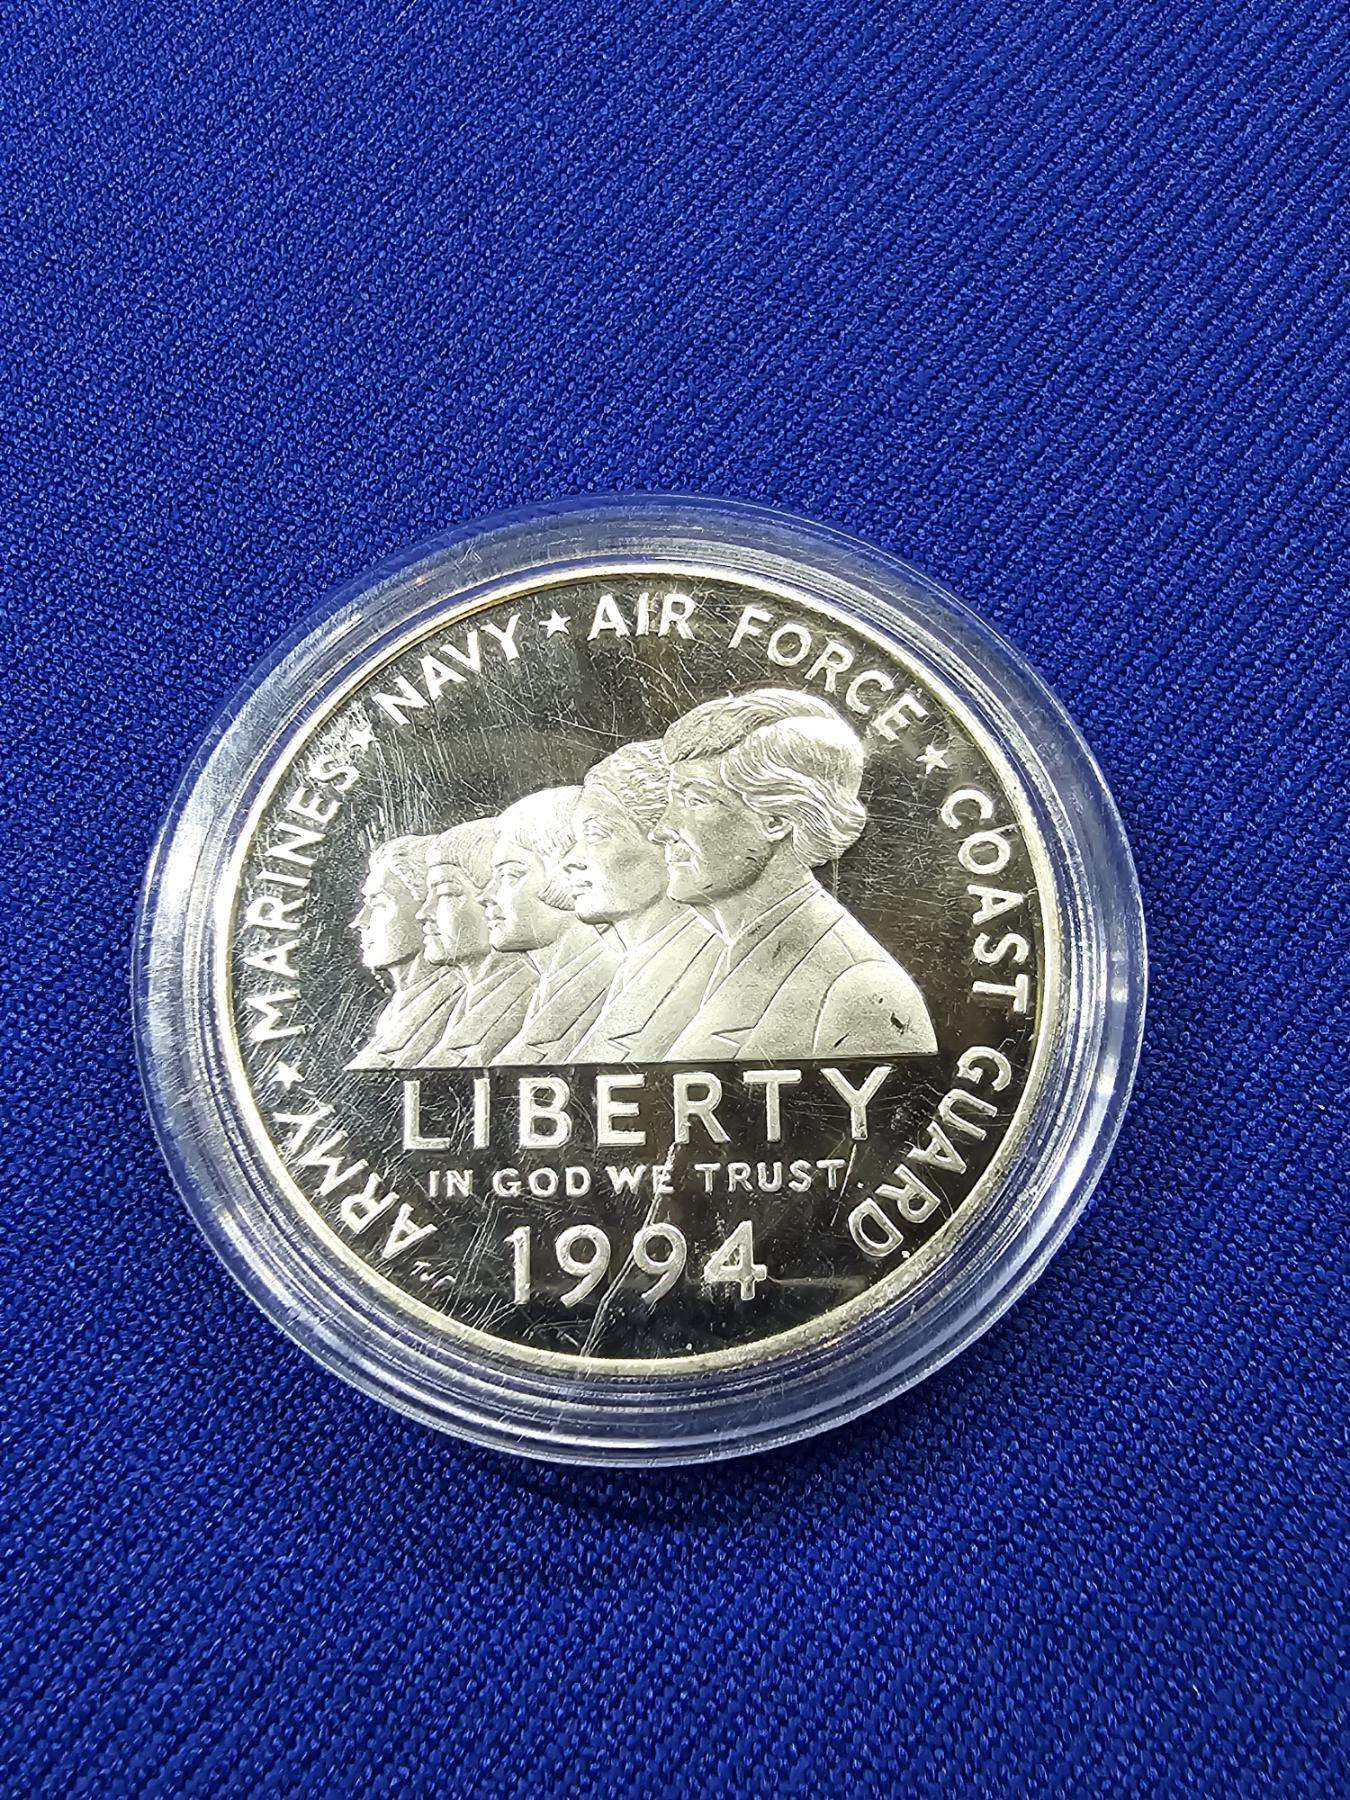 ARMY ★ MARINES ★ NAVY ★ AIR FORCE ★ COAST GUARD
LIBERTY
IN GOD WE TRUST
1994